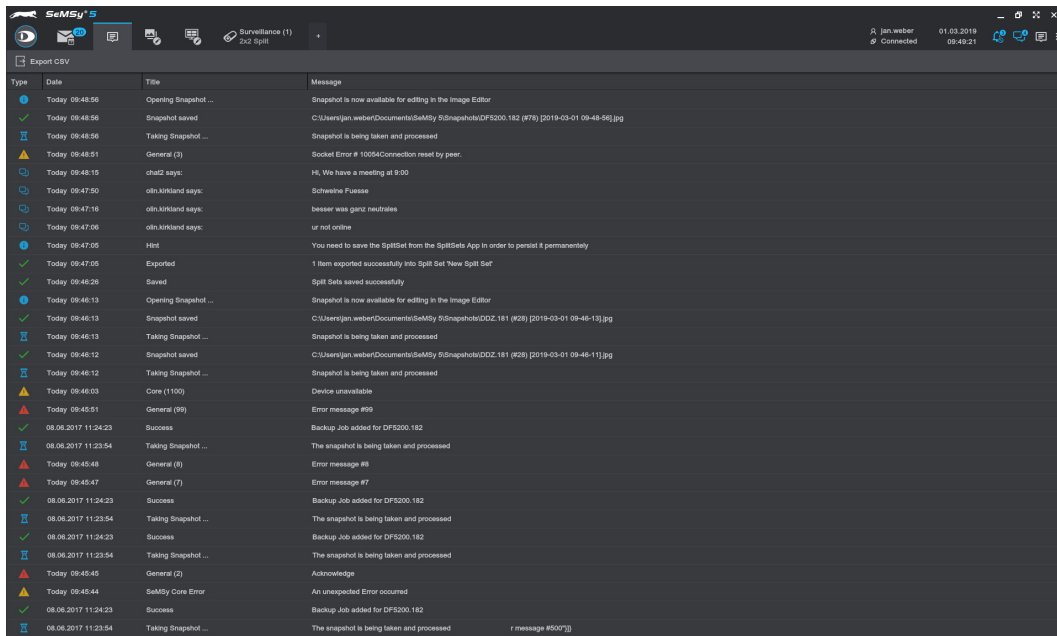 SeMSy® 5
20
Surveillance (1)
2x2 Split
+
jan.weber
Connected
01.03.2019
09:49:21
Export CSV
Type Date Title Message
Today 09:48:56 Opening Snapshot ... Snapshot is now available for editing in the Image Editor
Today 09:48:56 Snapshot saved C:\Users\jan.weber\Documents\SeMSy 5\Snapshots\DF5200.182 (#78) [2019-03-01 09-48-56].jpg
Today 09:48:56 Taking Snapshot ... Snapshot is being taken and processed
Today 09:48:51 General (3) Socket Error # 10054Connection reset by peer.
Today 09:48:15 chat2 says: Hi, We have a meeting at 9:00
Today 09:47:50 olin.kirkland says: Schweine Fuesse
Today 09:47:16 olin.kirkland says: besser was ganz neutrales
Today 09:47:06 olin.kirkland says: ur not online
Today 09:47:05 Hint You need to save the SplitSet from the SplitSets App in order to persist it permanentely
Today 09:47:05 Exported 1 Item exported successfully into Split Set 'New Split Set'
Today 09:46:26 Saved Split Sets saved successfully
Today 09:46:13 Opening Snapshot ... Snapshot is now available for editing in the Image Editor
Today 09:46:13 Snapshot saved C:\Users\jan.weber\Documents\SeMSy 5\Snapshots\DDZ.181 (#28) [2019-03-01 09-46-13].jpg
Today 09:46:13 Taking Snapshot ... Snapshot is being taken and processed
Today 09:46:12 Snapshot saved C:\Users\jan.weber\Documents\SeMSy 5\Snapshots\DDZ.181 (#28) [2019-03-01 09-46-11].jpg
Today 09:46:12 Taking Snapshot ... Snapshot is being taken and processed
Today 09:46:03 Core (1100) Device unavailable
Today 09:45:51 General (99) Error message #99
08.06.2017 11:24:23 Success Backup Job added for DF5200.182
08.06.2017 11:23:54 Taking Snapshot ... The snapshot is being taken and processed
Today 09:45:48 General (8) Error message #8
Today 09:45:47 General (7) Error message #7
08.06.2017 11:24:23 Success Backup Job added for DF5200.182
08.06.2017 11:23:54 Taking Snapshot ... The snapshot is being taken and processed
08.06.2017 11:24:23 Success Backup Job added for DF5200.182
08.06.2017 11:23:54 Taking Snapshot ... The snapshot is being taken and processed
Today 09:45:45 General (2) Acknowledge
Today 09:45:44 SeMSy Core Error An unexpected Error occurred
08.06.2017 11:24:23 Success Backup Job added for DF5200.182
08.06.2017 11:23:54 Taking Snapshot ... The snapshot is being taken and processed r message #500"}]}